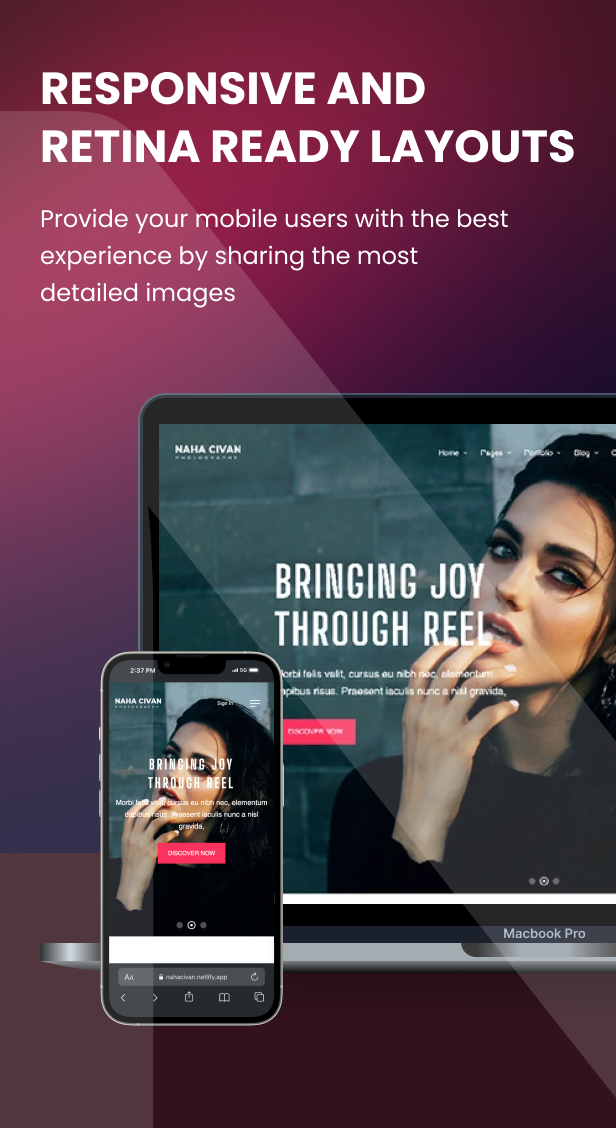 RESPONSIVE AND
RETINA READY LAYOUTS
Provide your mobile users with the best
experience by sharing the most
detailed images
NAHA CIVAN
PHOTOGRAPHY
Home Pages Portfolio Blog
BRINGING JOY
THROUGH REEL
Morbi felis velit, cursus eu nibh nec, elementum
dapibus risus. Praesent iaculis nunc a nisl gravida,
DISCOVER NOW
Macbook Pro
2:37 PM 5G
NAHA CIVAN
PHOTOGRAPHY
Sign In
BRINGING JOY
THROUGH REEL
Morbi felis velit, cursus eu nibh nec, elementum
dapibus risus. Praesent iaculis nunc a nisl
gravida,
DISCOVER NOW
AA nahacivan.netlify.app